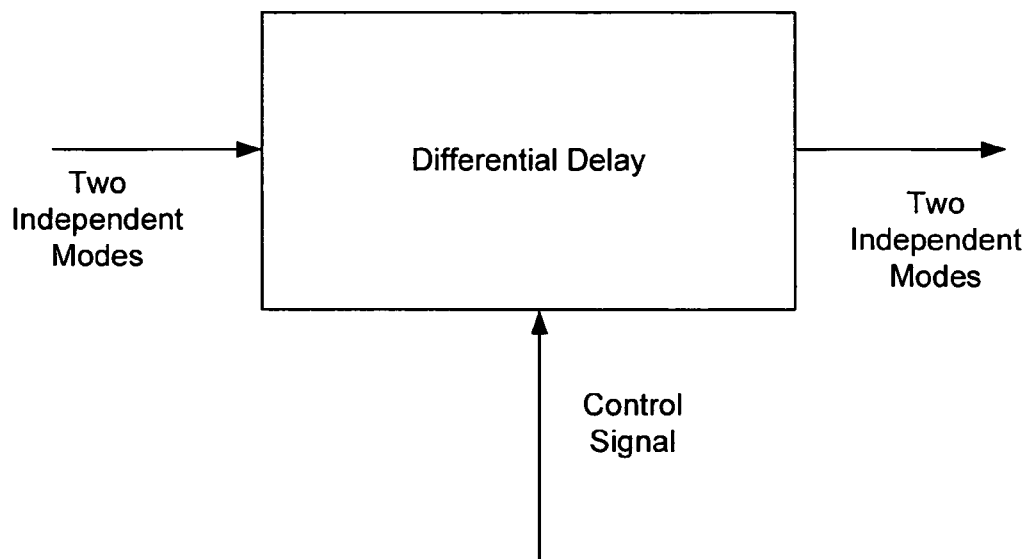 Differential Delay
Two
Independent
Modes
Two
Independent
Modes
Control
Signal